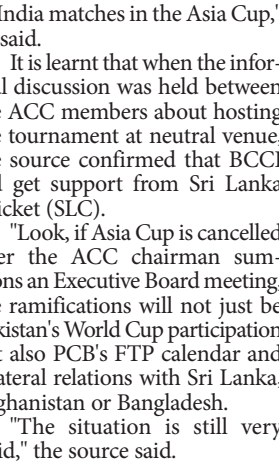 India matches in the Asia Cup,"
said.
It is learnt that when the infor-
al discussion was held between
e ACC members about hosting
e tournament at neutral venue,
e source confirmed that BCCI
d get support from Sri Lanka
icket (SLC).
"Look, if Asia Cup is cancelled
er the ACC chairman sum-
ons an Executive Board meeting,
e ramifications will not just be
kistan's World Cup participation
t also PCB's FTP calendar and
ateral relations with Sri Lanka,
ghanistan or Bangladesh.
"The situation is still very
id," the source said.